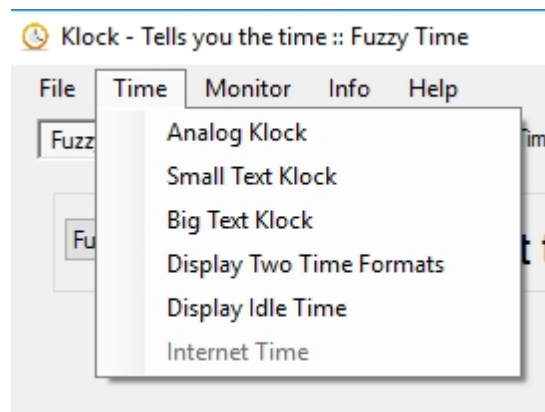 Klock - Tells you the time :: Fuzzy Time
File Time Monitor Info Help
Analog Klock
Small Text Klock
Big Text Klock
Display Two Time Formats
Display Idle Time
Internet Time